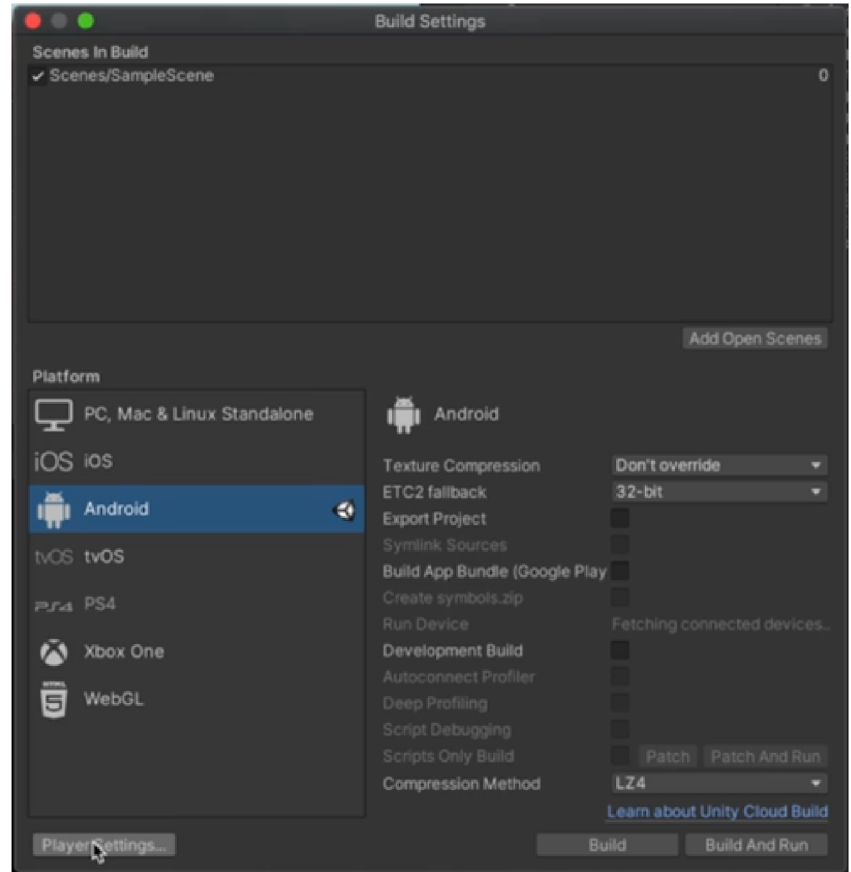 Build Settings
Scenes In Build
Scenes/SampleScene 0
Add Open Scenes
Platform
PC, Mac & Linux Standalone
iOS iOS
Android
tvOS tvOS
PS4 PS4
Xbox One
HTML 5 WebGL
Android
Texture Compression Don't override
ETC2 fallback 32-bit
Export Project
Symlink Sources
Build App Bundle (Google Play
Create symbols.zip
Run Device Fetching connected devices..
Development Build
Autoconnect Profiler
Deep Profiling
Script Debugging
Scripts Only Build Patch Patch And Run
Compression Method LZ4
Learn about Unity Cloud Build
Player Settings... Build Build And Run